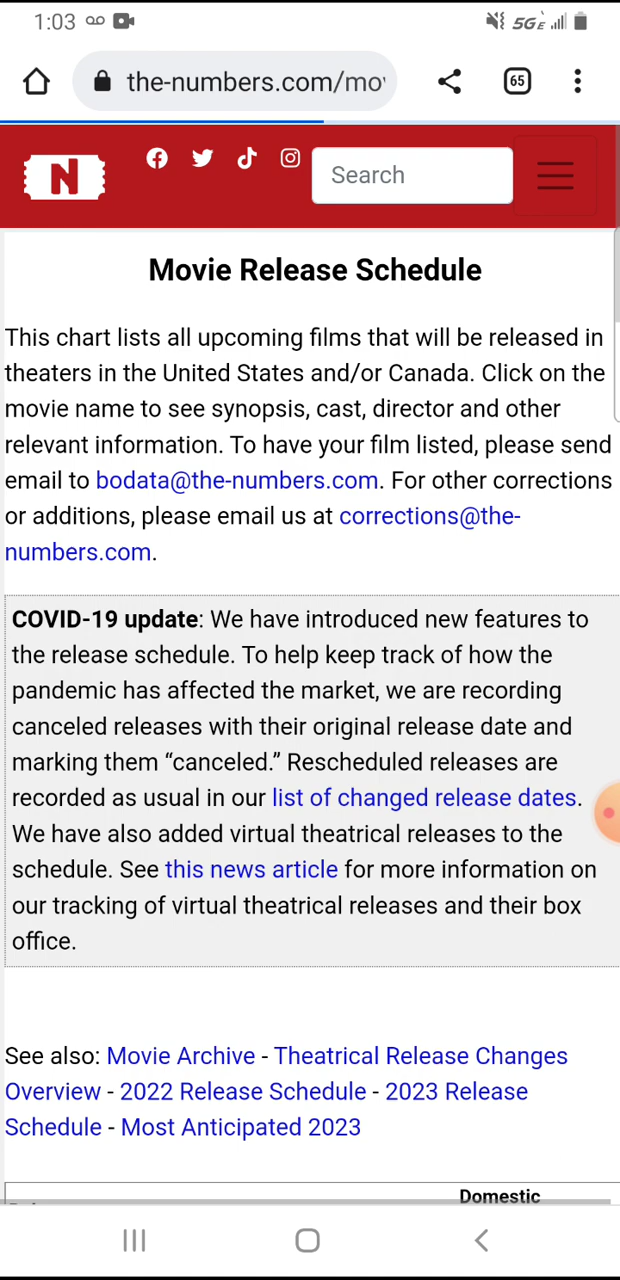 1:03
5GE
the-numbers.com/mo
65
N
Search
Movie Release Schedule
This chart lists all upcoming films that will be released in
theaters in the United States and/or Canada. Click on the
movie name to see synopsis, cast, director and other
relevant information. To have your film listed, please send
email to bodata@the-numbers.com. For other corrections
or additions, please email us at corrections@the-
numbers.com.
COVID-19 update: We have introduced new features to
the release schedule. To help keep track of how the
pandemic has affected the market, we are recording
canceled releases with their original release date and
marking them “canceled.” Rescheduled releases are
recorded as usual in our list of changed release dates.
We have also added virtual theatrical releases to the
schedule. See this news article for more information on
our tracking of virtual theatrical releases and their box
office.
See also: Movie Archive - Theatrical Release Changes
Overview - 2022 Release Schedule - 2023 Release
Schedule - Most Anticipated 2023
Domestic